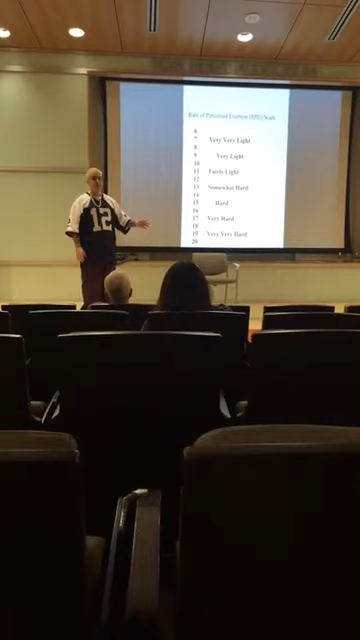 Rate of Perceived Exertion (RPE) Scale
6
7 Very Very Light
8
9 Very Light
10
11 Fairly Light
12
13 Somewhat Hard
14
15 Hard
16
17 Very Hard
18
19 Very Very Hard
20
12